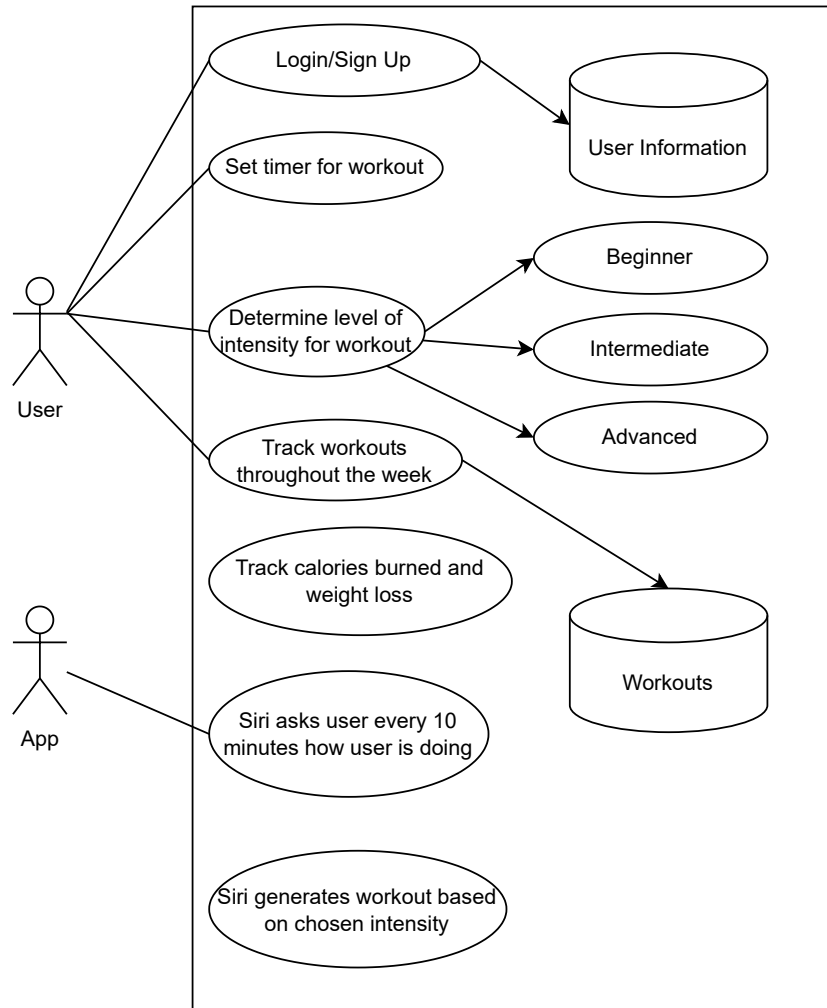 Login/Sign Up
User Information
Set timer for workout
Beginner
Determine level of
intensity for workout
Intermediate
User
Advanced
Track workouts
throughout the week
Track calories burned and
weight loss
Workouts
App
Siri asks user every 10
minutes how user is doing
Siri generates workout based
on chosen intensity